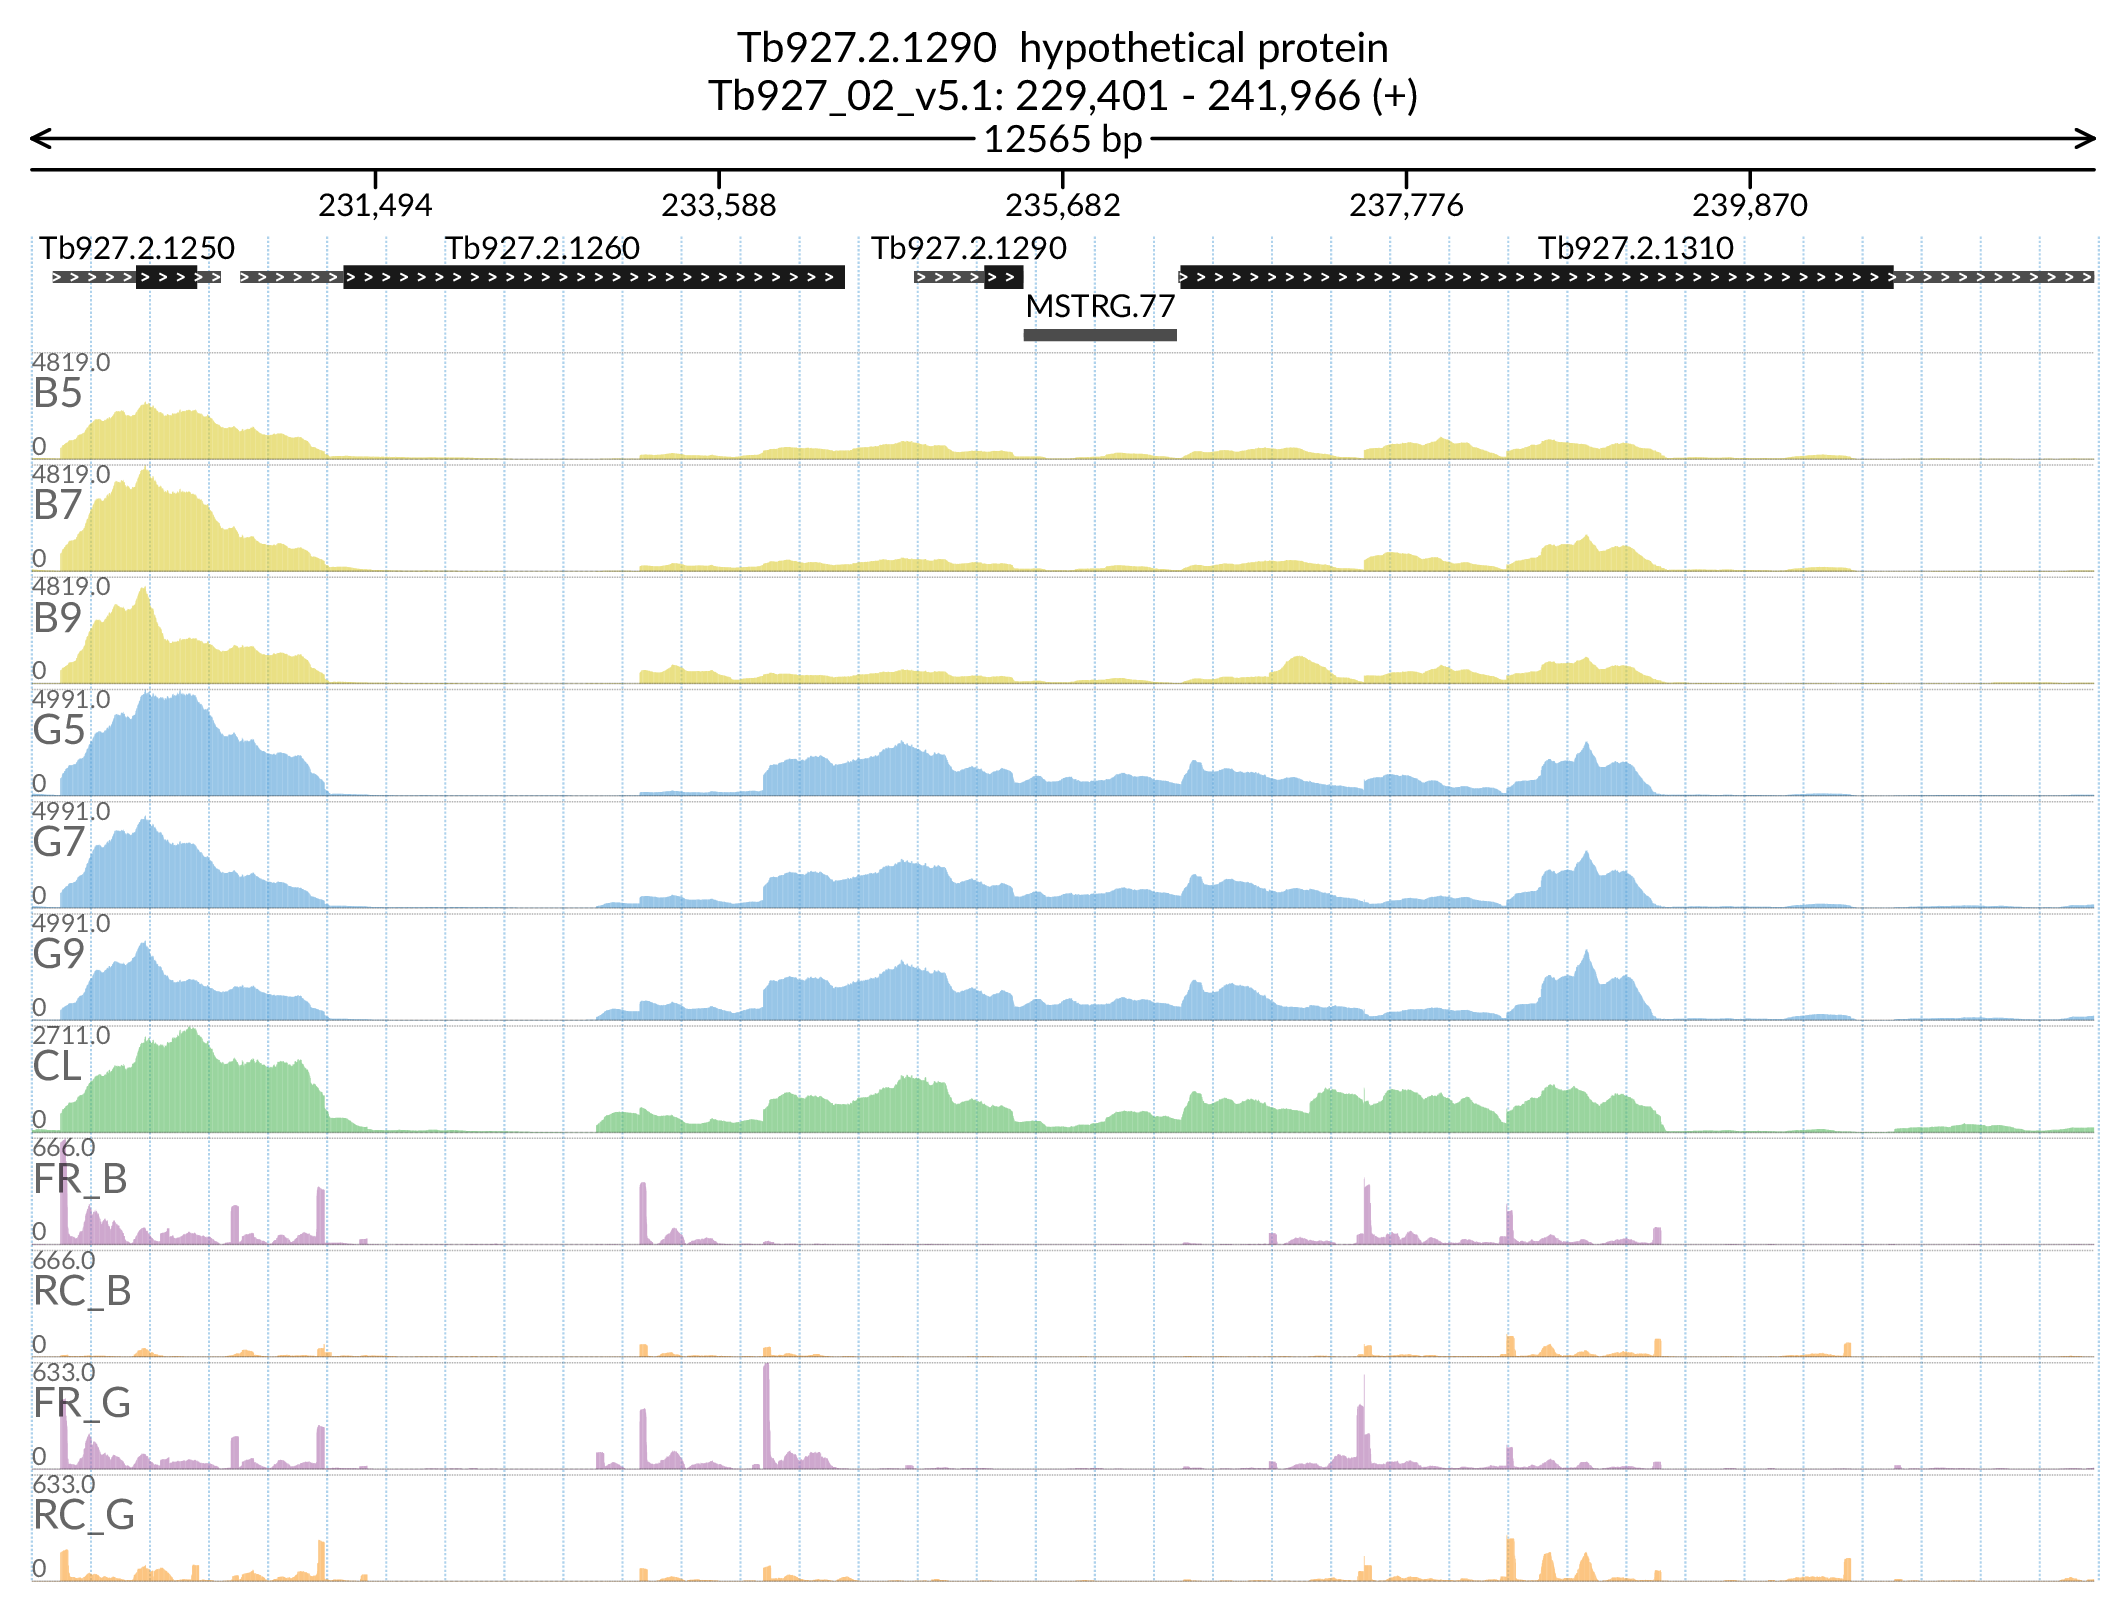 Tb927.2.1290 hypothetical protein
Tb927_02_v5.1: 229,401 - 241,966 (+)
12565 bp
231,494 233,588 235,682 237,776 239,870
Tb927.2.1250 Tb927.2.1260 Tb927.2.1290 Tb927.2.1310
MSTRG.77
4819.0
B5
0
4819.0
B7
0
4819.0
B9
0
4991.0
G5
0
4991.0
G7
0
4991.0
G9
0
2711.0
CL
0
666.0
FR_B
0
666.0
RC_B
0
633.0
FR_G
0
633.0
RC_G
0